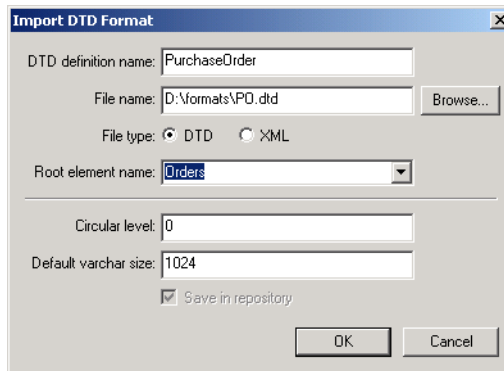 Import DTD Format
DTD definition name: PurchaseOrder
File name: D:\formats\PO.dtd Browse...
File type: DTD XML
Root element name: Orders
Circular level: 0
Default varchar size: 1024
Save in repository
OK Cancel